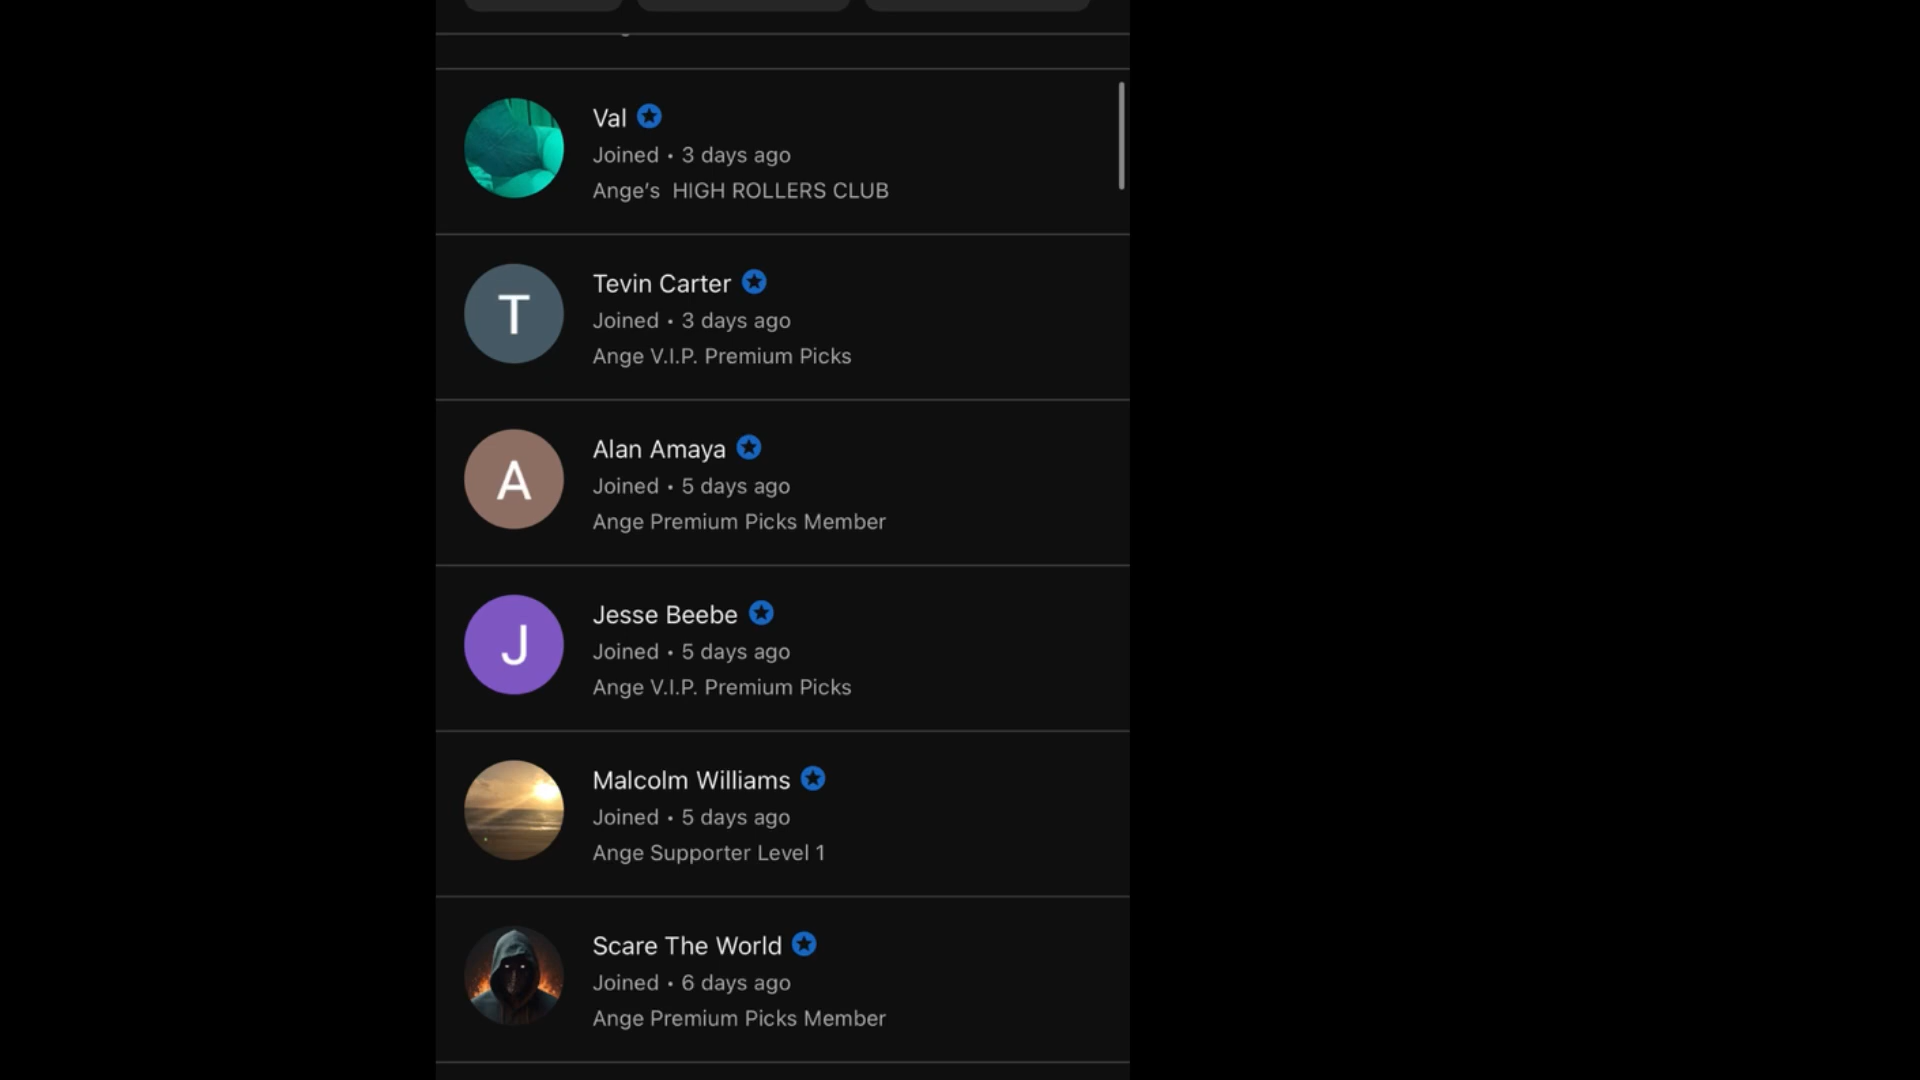 Val
Joined • 3 days ago
Ange's HIGH ROLLERS CLUB
T
Tevin Carter
Joined • 3 days ago
Ange V.I.P. Premium Picks
A
Alan Amaya
Joined • 5 days ago
Ange Premium Picks Member
J
Jesse Beebe
Joined • 5 days ago
Ange V.I.P. Premium Picks
Malcolm Williams
Joined • 5 days ago
Ange Supporter Level 1
Scare The World
Joined • 6 days ago
Ange Premium Picks Member